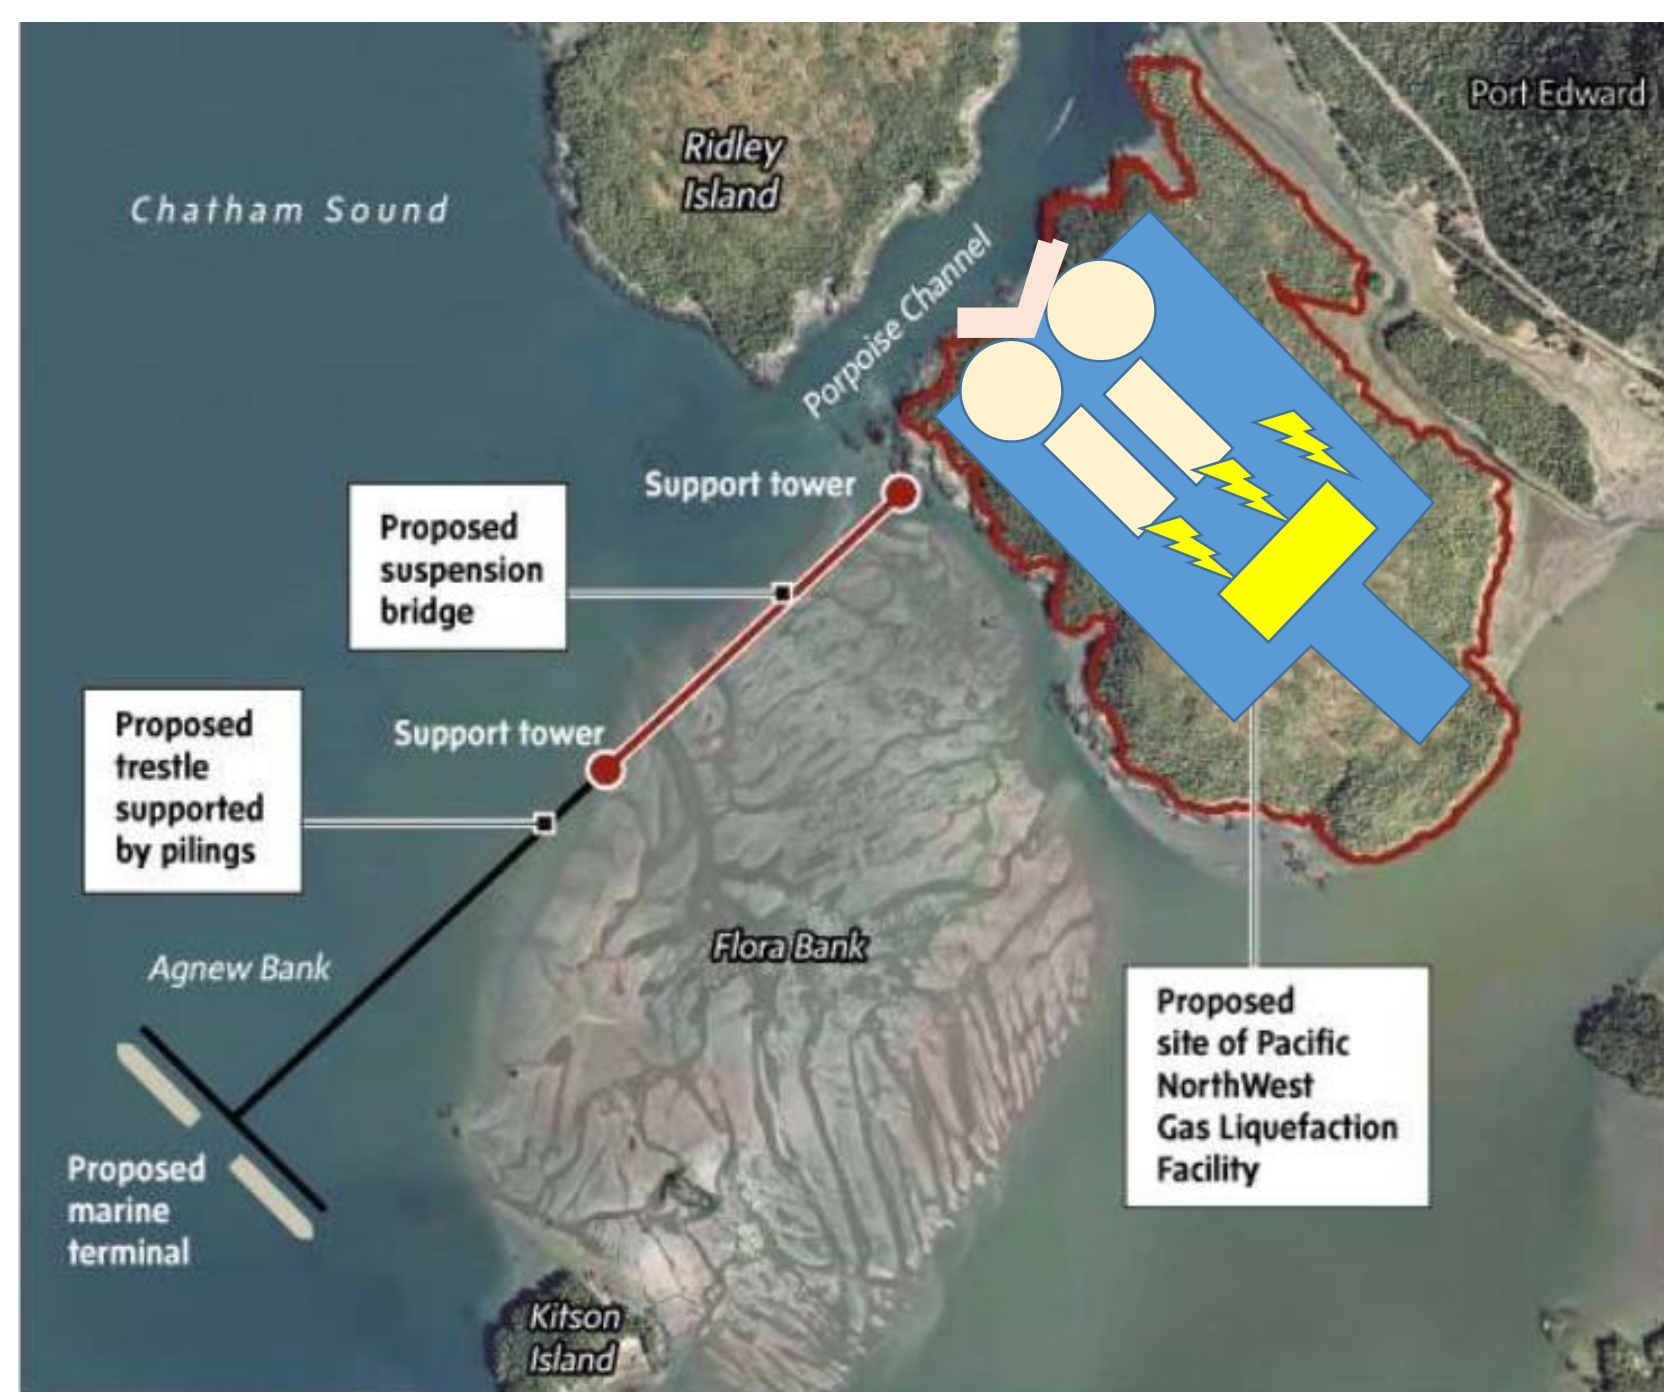 Port Edward
Ridley
Island
Chatham Sound
Porpoise Channel
Support tower
Proposed
suspension
bridge
Support tower
Proposed
trestle
supported
by pilings
Flora Bank
Agnew Bank
Proposed
site of Pacific
NorthWest
Gas Liquefaction
Facility
Proposed
marine
terminal
Kitson
Island